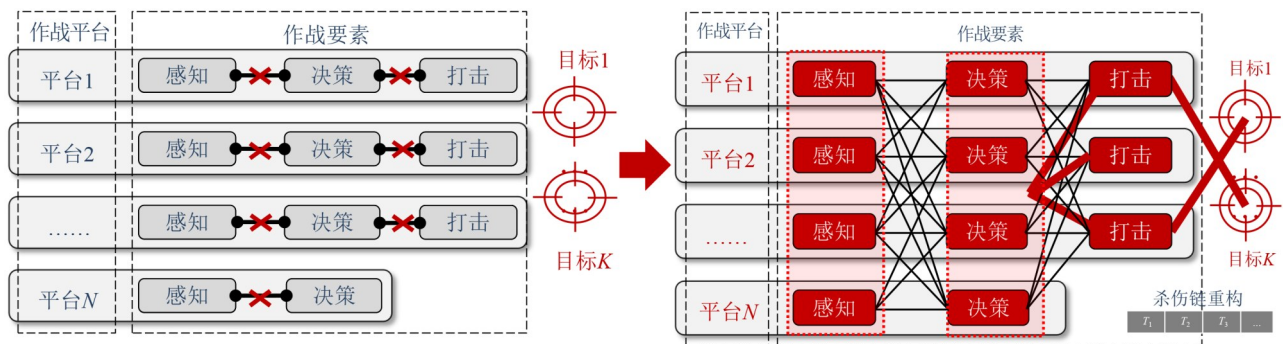 作战平台 作战要素
平台1 感知 决策 打击
目标1
平台2 感知 决策 打击
…… 感知 决策 打击
目标K
平台N 感知 决策
作战平台 作战要素
平台1 感知 决策 打击
目标1
平台2 感知 决策 打击
…… 感知 决策 打击
目标K
平台N 感知 决策
杀伤链重构
T1 T2 T3 ...